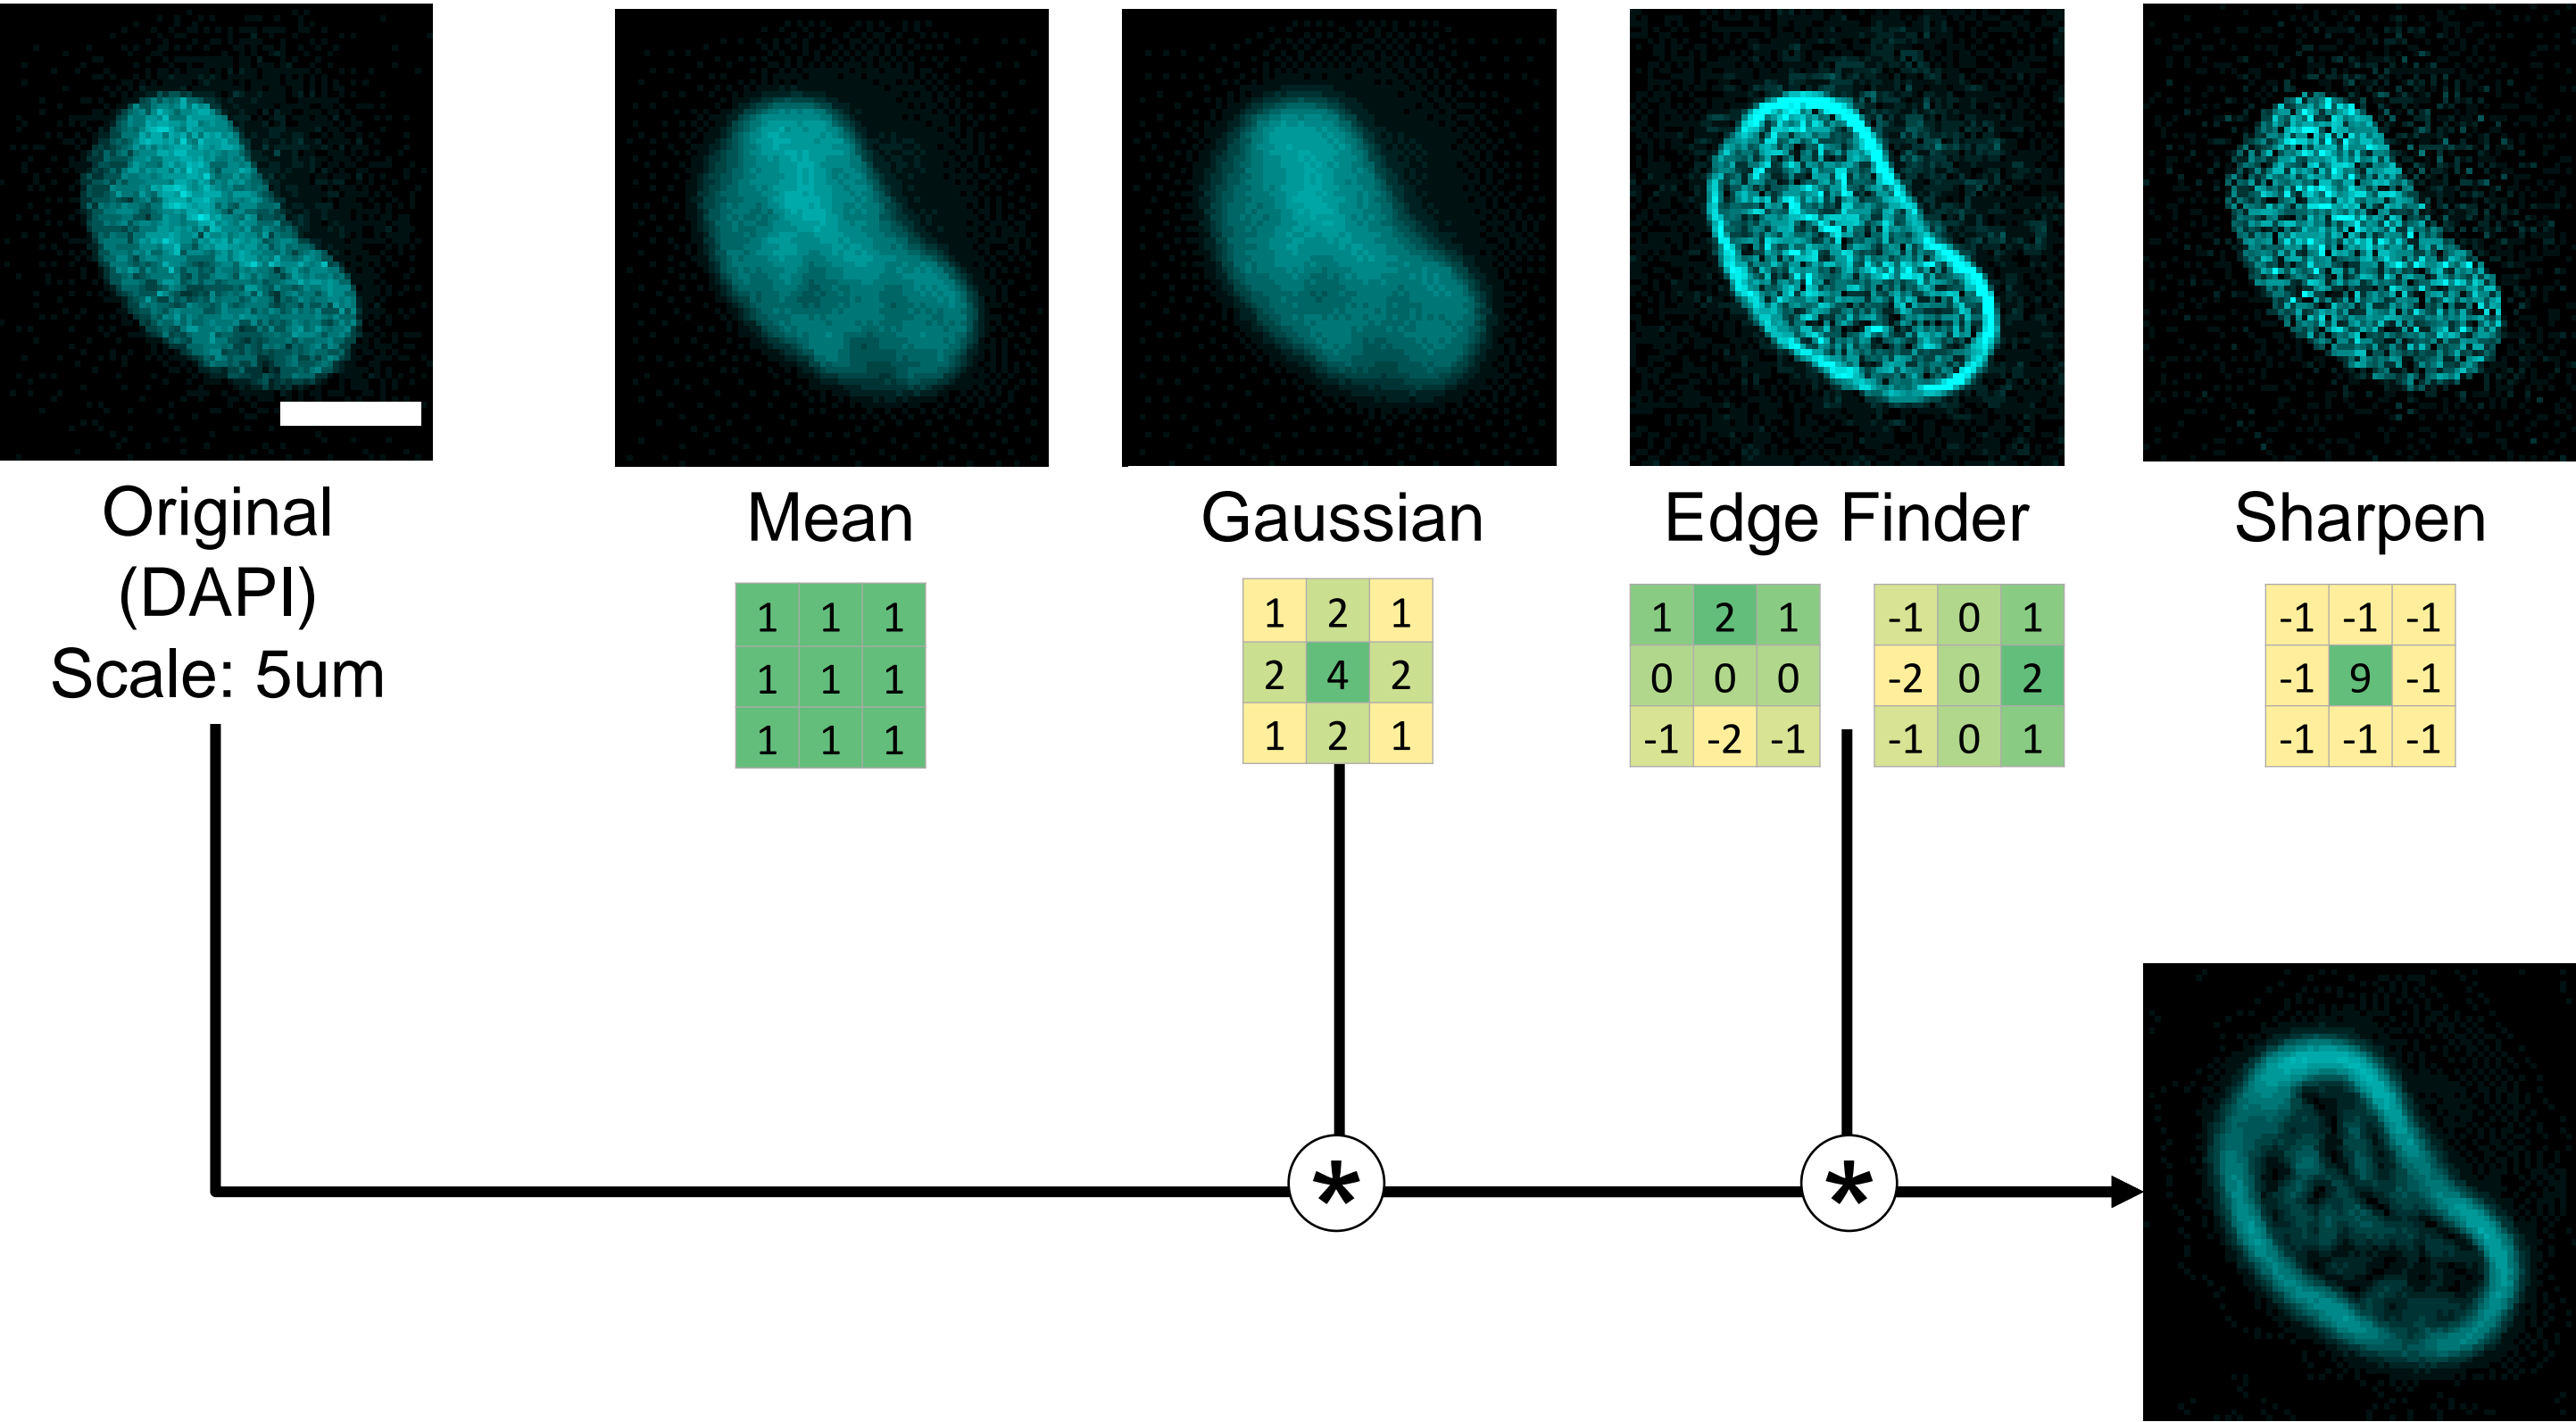 Original
(DAPI)
Scale: 5um
Mean
1 1 1
1 1 1
1 1 1
Gaussian
1 2 1
2 4 2
1 2 1
Edge Finder
1 2 1
0 0 0
-1 -2 -1
-1 0 1
-2 0 2
-1 0 1
Sharpen
-1 -1 -1
-1 9 -1
-1 -1 -1
* *